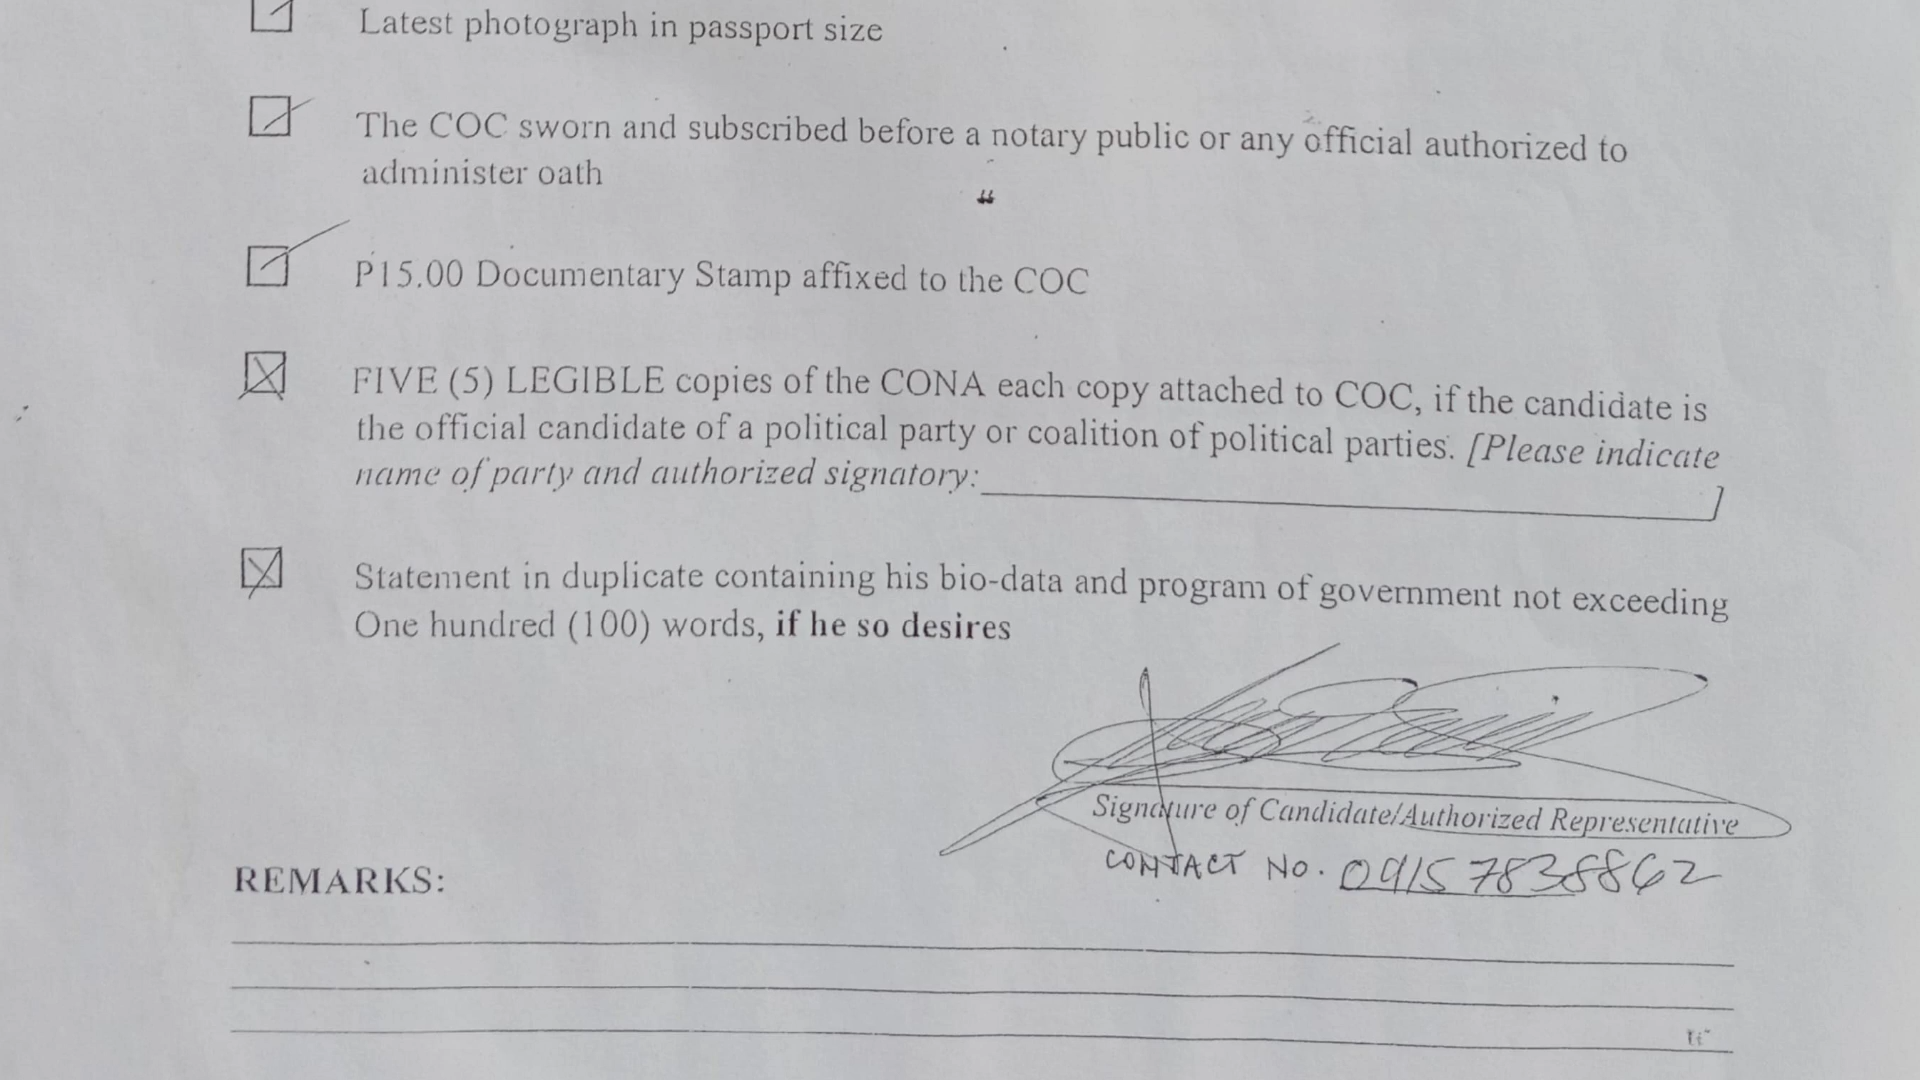 Latest photograph in passport size
The COC sworn and subscribed before a notary public or any official authorized to
administer oath
P15.00 Documentary Stamp affixed to the COC
FIVE (5) LEGIBLE copies of the CONA each copy attached to COC, if the candidate is
the official candidate of a political party or coalition of political parties. [Please indicate
name of party and authorized signatory: ]
Statement in duplicate containing his bio-data and program of government not exceeding
One hundred (100) words, if he so desires
Signature of Candidate/Authorized Representative
CONTACT NO. 09157838862
REMARKS: